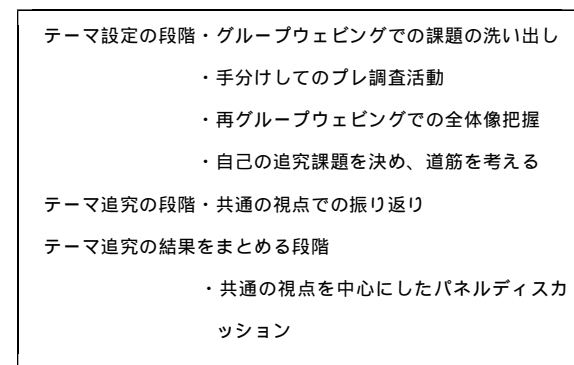 テーマ設定の段階・グループウェビングでの課題の洗い出し
・手分けしてのプレ調査活動
・再グループウェビングでの全体像把握
・自己の追究課題を決め、道筋を考える
テーマ追究の段階・共通の視点での振り返り
テーマ追究の結果をまとめる段階
・共通の視点を中心にしたパネルディスカ
ッション